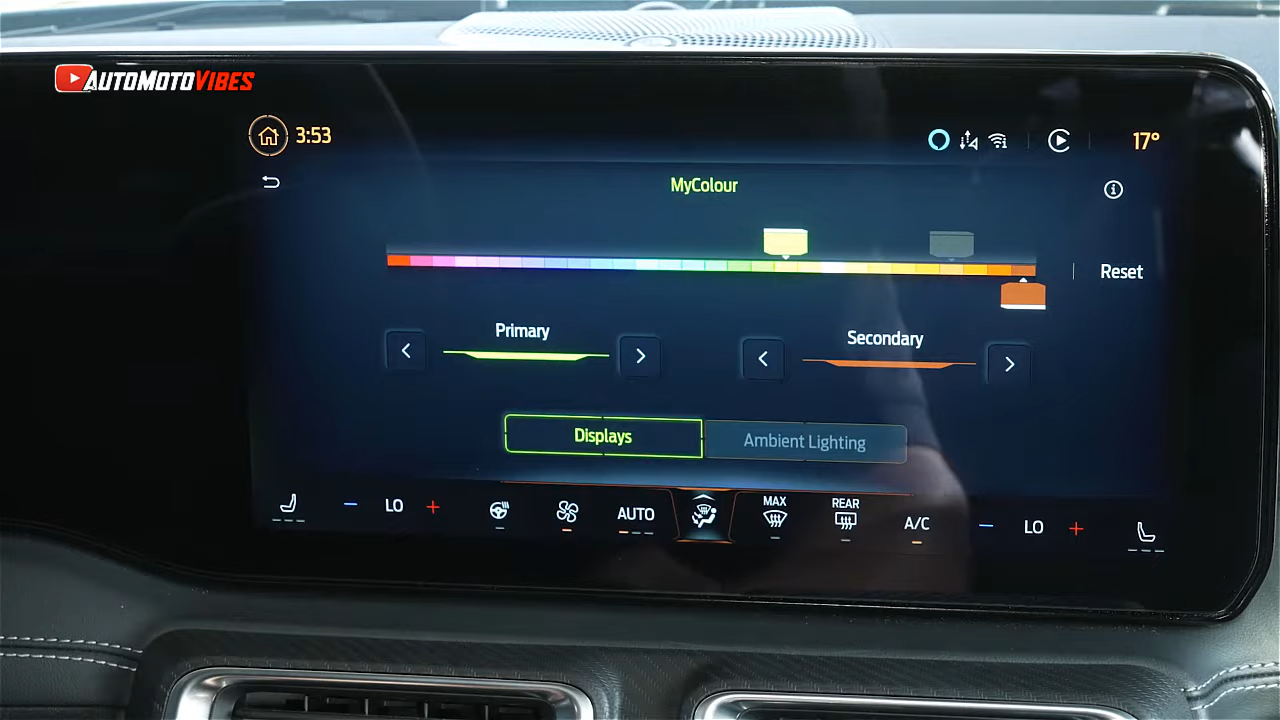 AUTOMOTOVIBES
3:53
17°
MyColour
Reset
Primary
Secondary
Displays
Ambient Lighting
LO
AUTO
MAX
REAR
A/C
LO